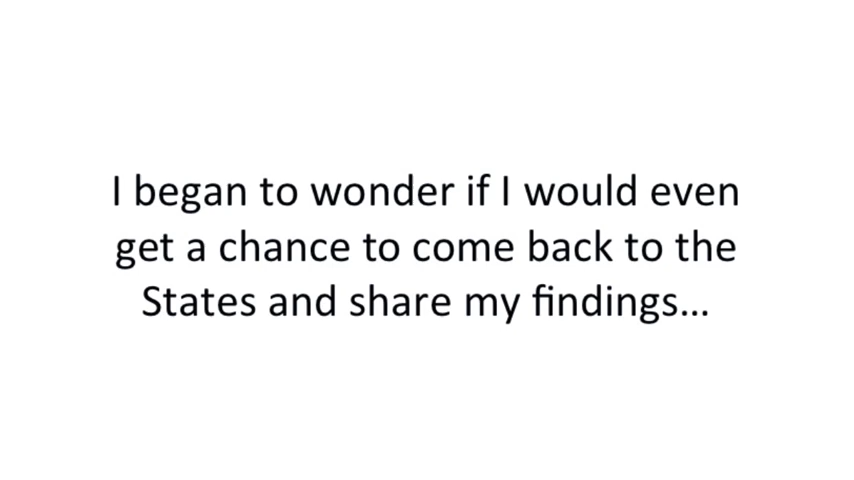 I began to wonder if I would even
get a chance to come back to the
States and share my findings...